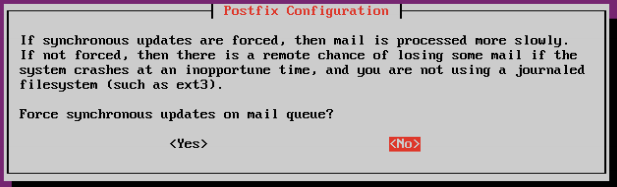 Postfix Configuration
If synchronous updates are forced, then mail is processed more slowly.
If not forced, then there is a remote chance of losing some mail if the
system crashes at an inopportune time, and you are not using a journaled
filesystem (such as ext3).
Force synchronous updates on mail queue?
<Yes> <No>